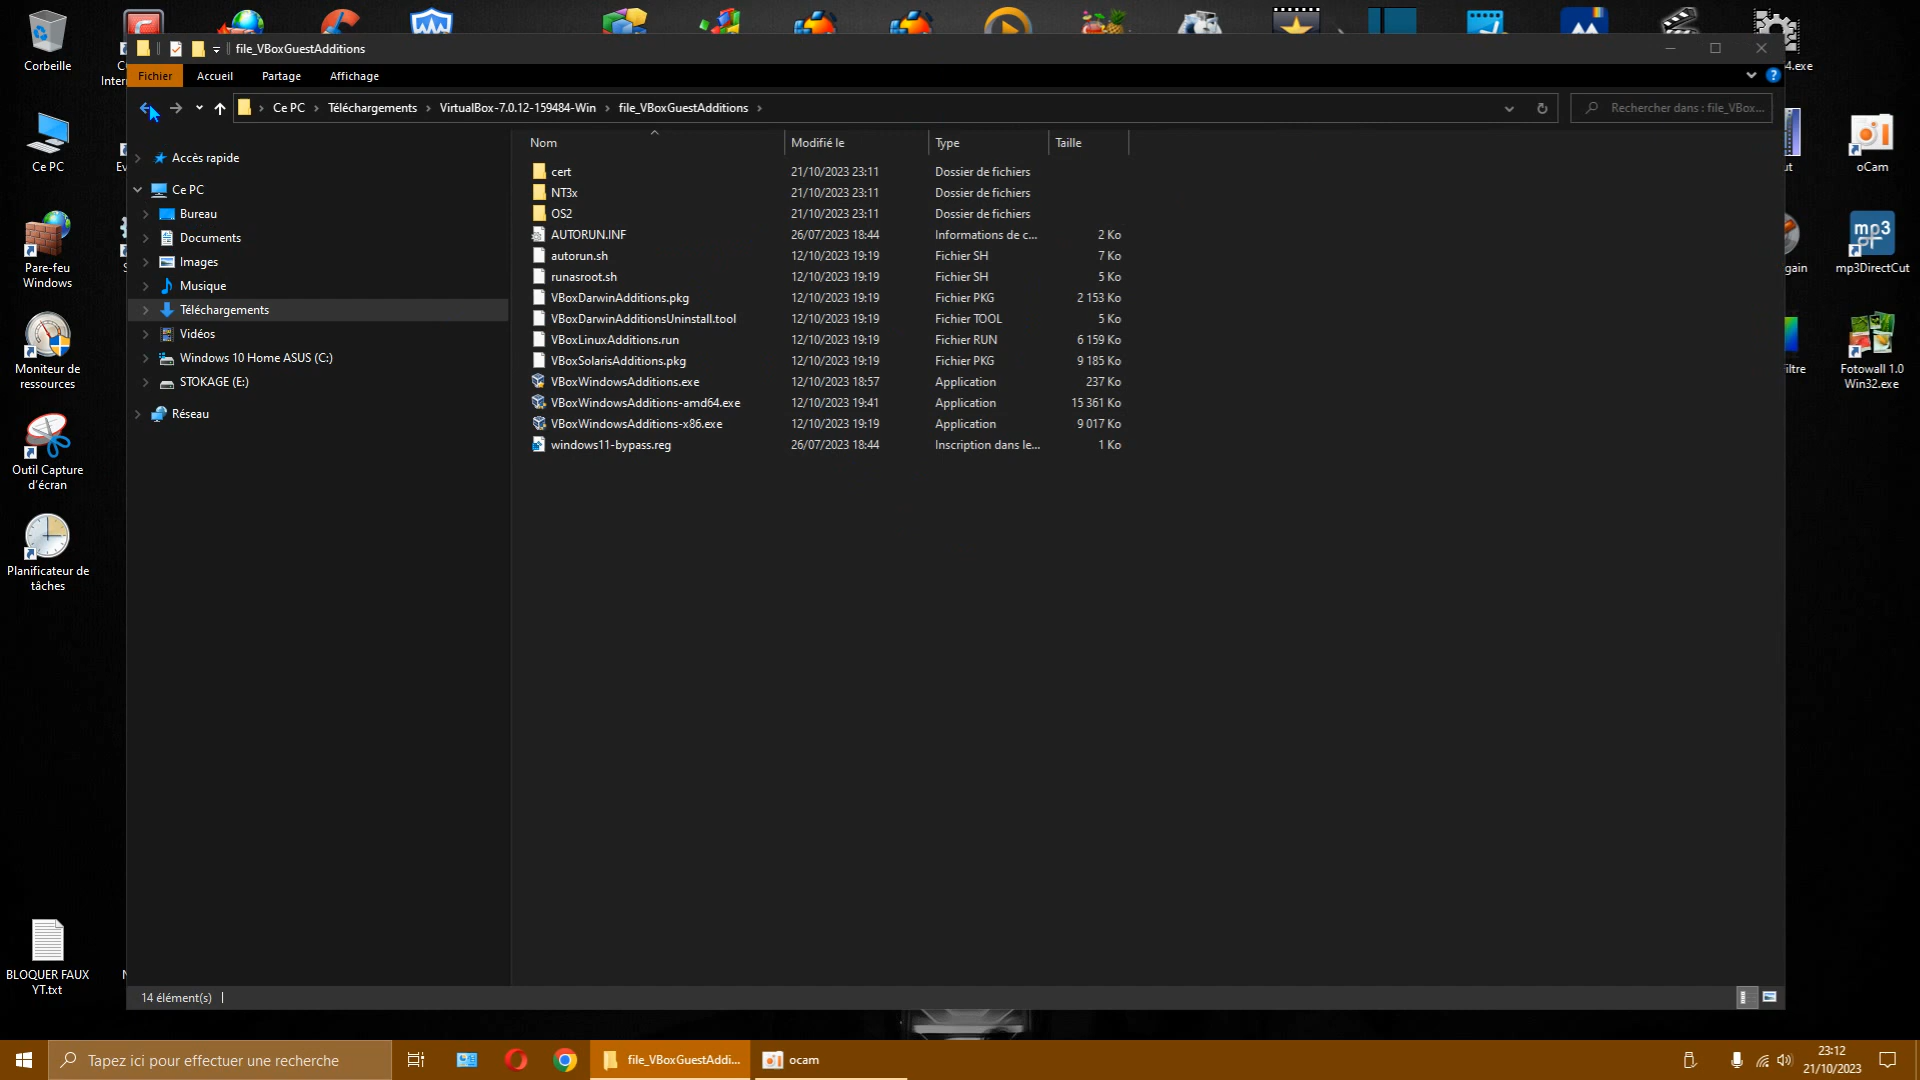 file_VBoxGuestAdditions
Fichier
Accueil
Partage
Affichage
?
Ce PC
Téléchargements
VirtualBox-7.0.12-159484-Win
file_VBoxGuestAdditions
Rechercher dans : file_VBox...
Nom
Modifié le
Type
Taille
cert 21/10/2023 23:11 Dossier de fichiers
NT3x 21/10/2023 23:11 Dossier de fichiers
OS2 21/10/2023 23:11 Dossier de fichiers
AUTORUN.INF 26/07/2023 18:44 Informations de c... 2 Ko
autorun.sh 12/10/2023 19:19 Fichier SH 7 Ko
runasroot.sh 12/10/2023 19:19 Fichier SH 5 Ko
VBoxDarwinAdditions.pkg 12/10/2023 19:19 Fichier PKG 2 153 Ko
VBoxDarwinAdditionsUninstall.tool 12/10/2023 19:19 Fichier TOOL 5 Ko
VBoxLinuxAdditions.run 12/10/2023 19:19 Fichier RUN 6 159 Ko
VBoxSolarisAdditions.pkg 12/10/2023 19:19 Fichier PKG 9 185 Ko
VBoxWindowsAdditions.exe 12/10/2023 18:57 Application 237 Ko
VBoxWindowsAdditions-amd64.exe 12/10/2023 19:41 Application 15 361 Ko
VBoxWindowsAdditions-x86.exe 12/10/2023 19:19 Application 9 017 Ko
windows11-bypass.reg 26/07/2023 18:44 Inscription dans le... 1 Ko
Accès rapide
Ce PC
Bureau
Documents
Images
Musique
Téléchargements
Vidéos
Windows 10 Home ASUS (C:)
STOKAGE (E:)
Réseau
14 élément(s)
Corbeille
Ce PC
Pare-feu
Windows
Moniteur de
ressources
Outil Capture
d'écran
Planificateur de
tâches
BLOQUER FAUX
YT.txt
4.exe
oCam
mp3
mp3DirectCut
gain
iltre
Fotowall 1.0
Win32.exe
Tapez ici pour effectuer une recherche
file_VBoxGuestAddi...
ocam
23:12
21/10/2023